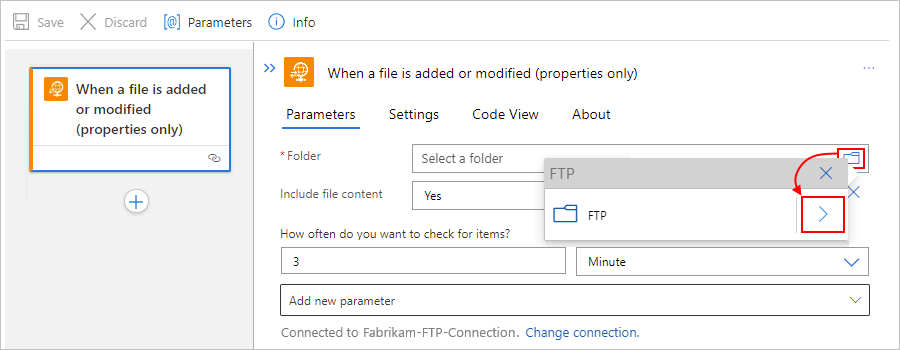 Save Discard [@] Parameters Info
When a file is added
or modified
(properties only)
When a file is added or modified (properties only)
Parameters Settings Code View About
* Folder Select a folder
FTP
FTP
Include file content Yes
How often do you want to check for items?
3 Minute
Add new parameter
Connected to Fabrikam-FTP-Connection. Change connection.